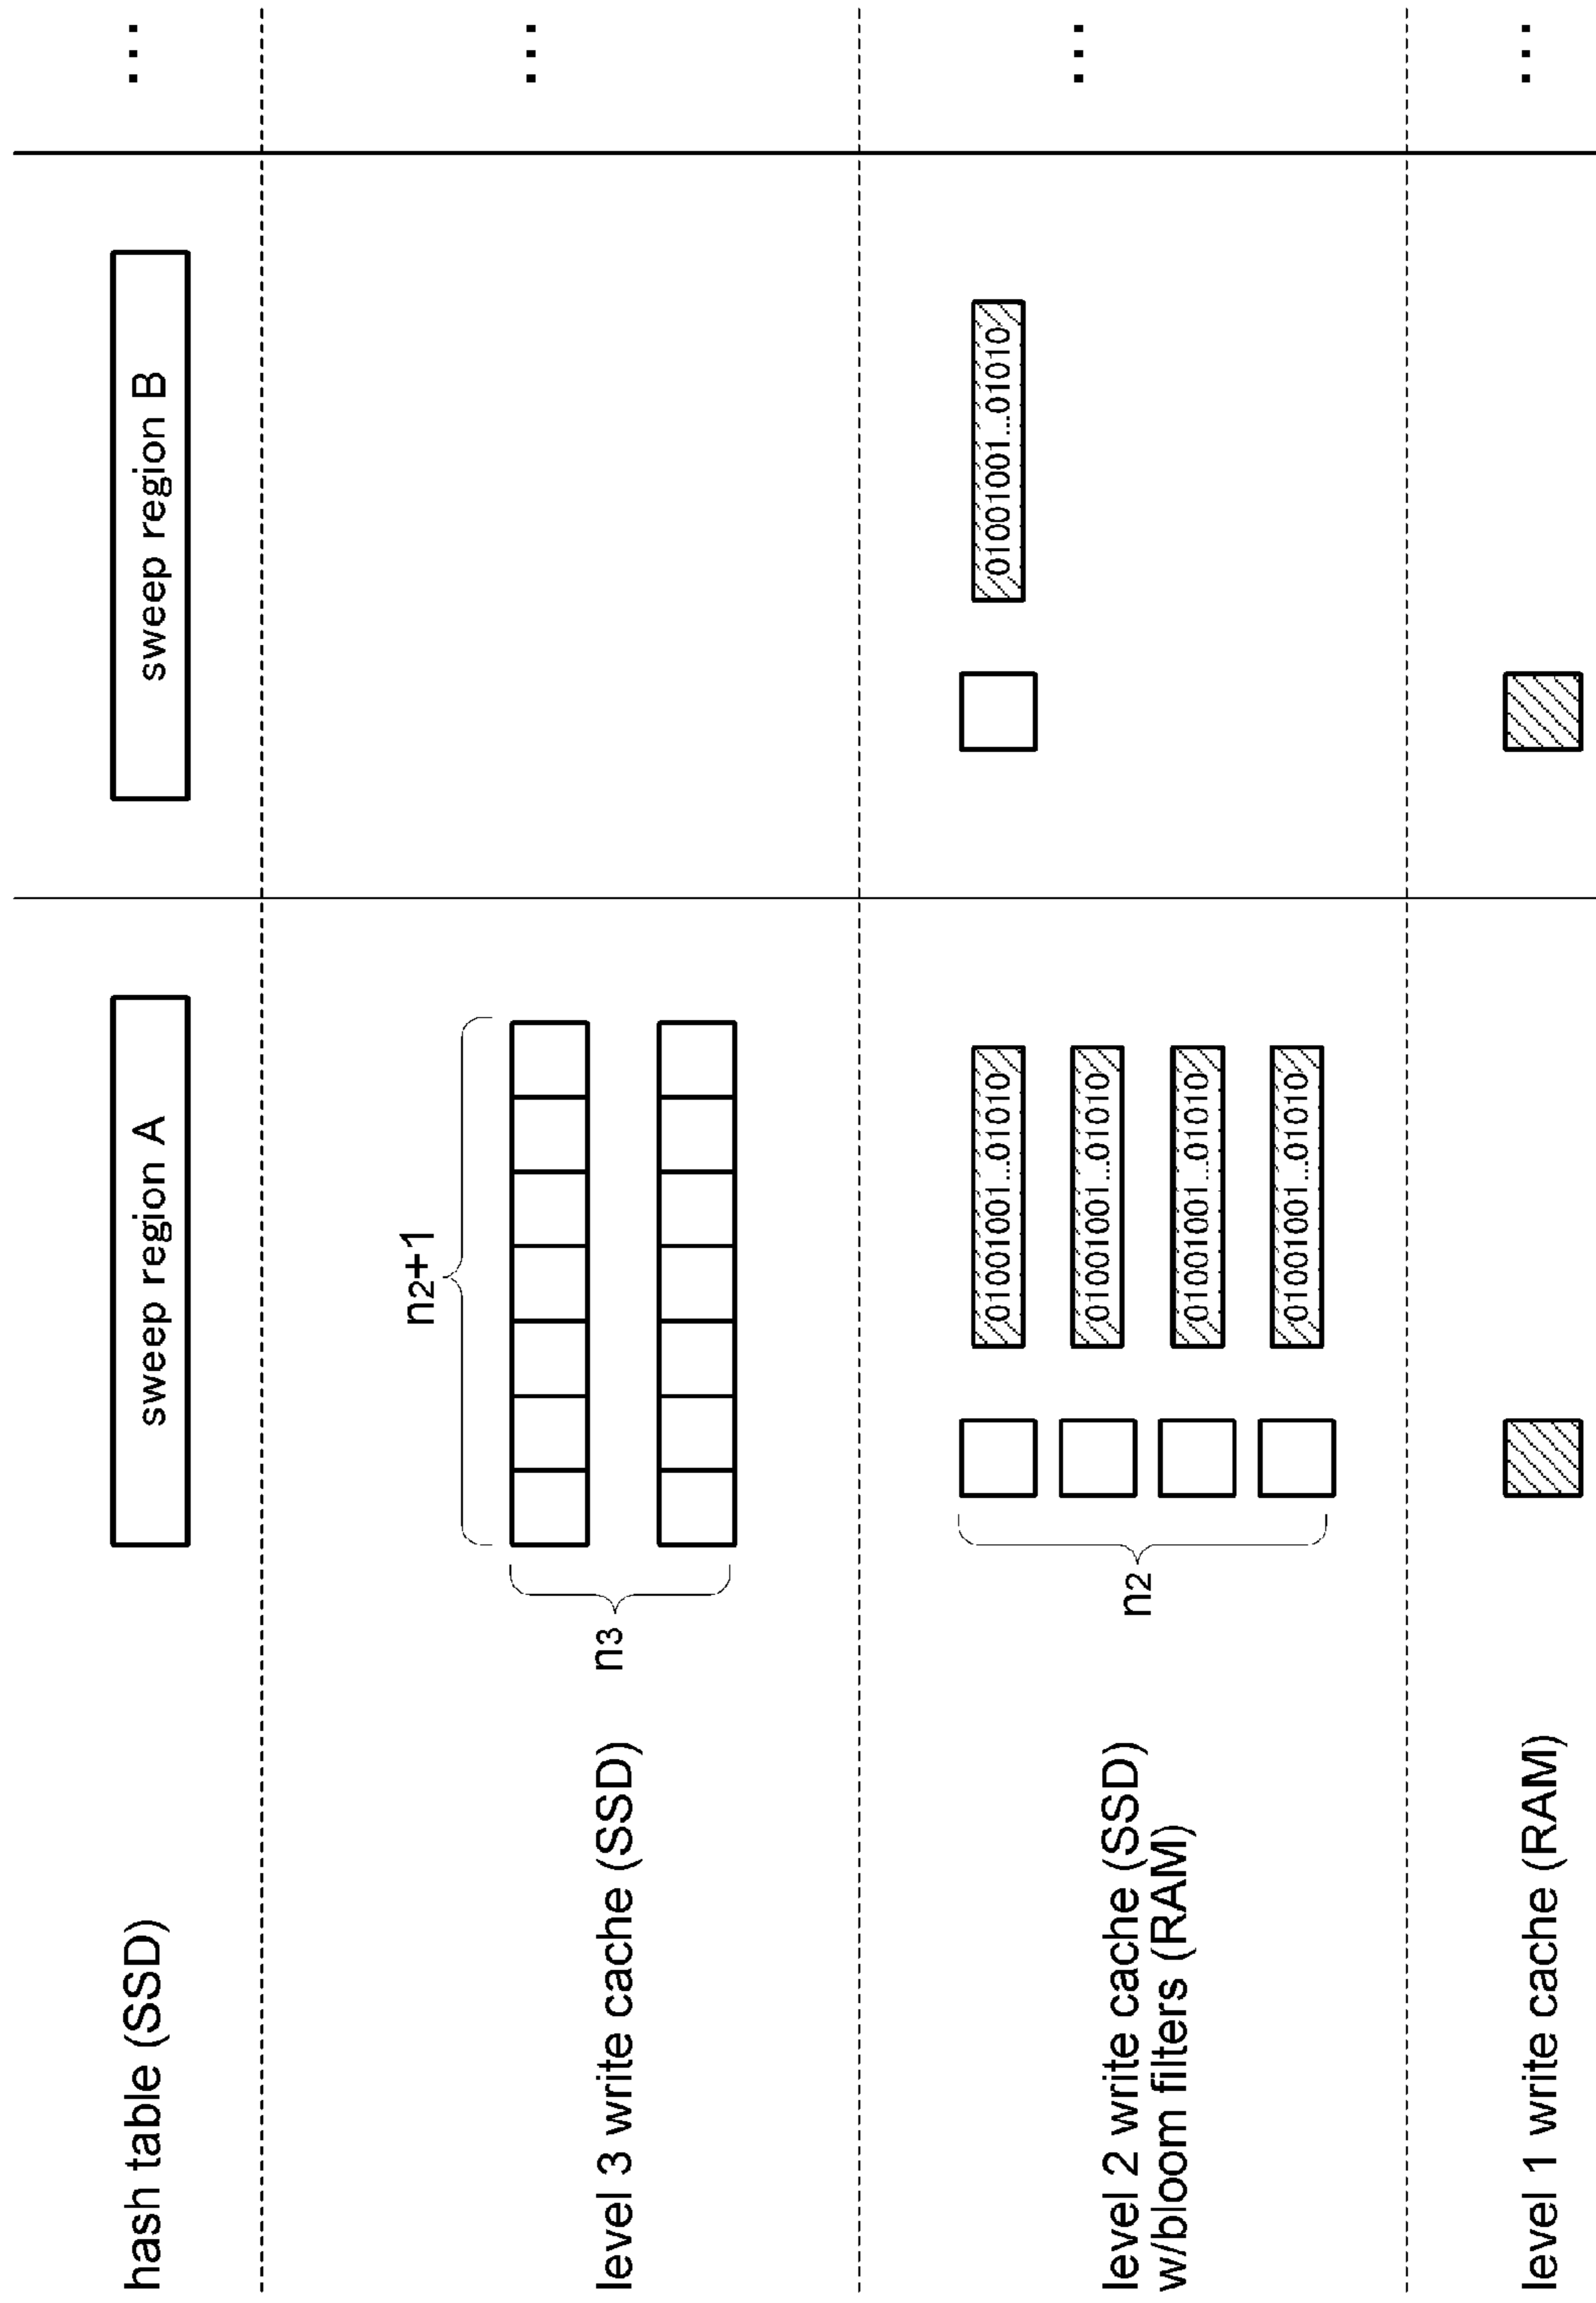 hash table (SSD)
sweep region A
sweep region B
...
level 3 write cache (SSD)
n3
n2+1
...
level 2 write cache (SSD)
w/bloom filters (RAM)
n2
01001001...01010
01001001...01010
01001001...01010
01001001...01010
01001001...01010
...
level 1 write cache (RAM)
...